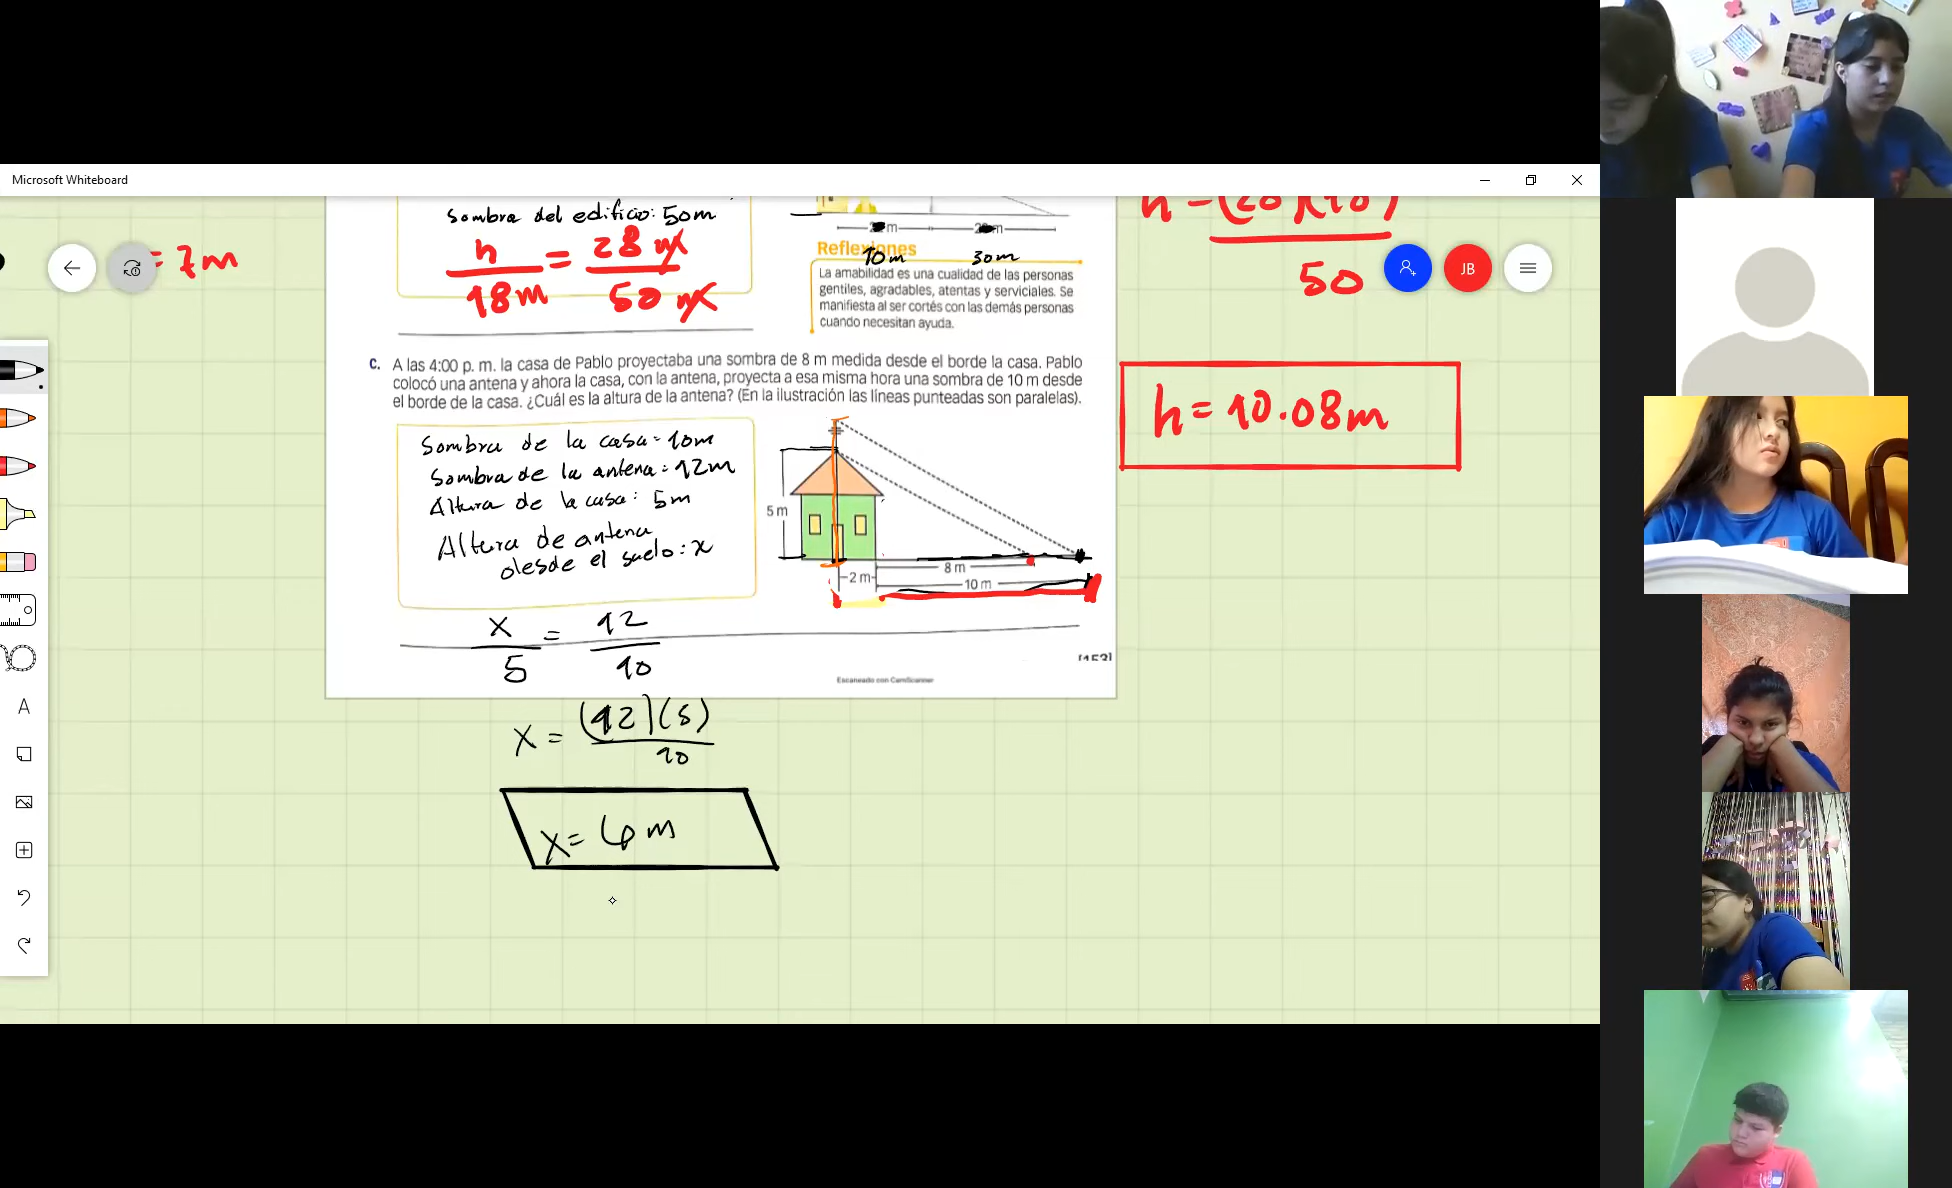 Microsoft Whiteboard
= 7m
Sombra del edificio: 50m
h = 28 m
18m 50 m
m
10m 30m
Reflexiones
La amabilidad es una cualidad de las personas
gentiles, agradables, atentas y serviciales. Se
manifiesta al ser cortés con las demás personas
cuando necesitan ayuda.
50
JB
h = 10.08m
c. A las 4:00 p. m. la casa de Pablo proyectaba una sombra de 8 m medida desde el borde la casa. Pablo
colocó una antena y ahora la casa, con la antena, proyecta a esa misma hora una sombra de 10 m desde
el borde de la casa. ¿Cuál es la altura de la antena? (En la ilustración las líneas punteadas son paralelas).
Sombra de la casa = 10m
Sombra de la antena: 12m
Altura de la casa: 5m
Altura de antena
desde el suelo: x
5 m
2 m
8 m
10 m
x = 12
5 10
Escaneado con CamScanner
x = (12)(5)
10
x = 6m
A